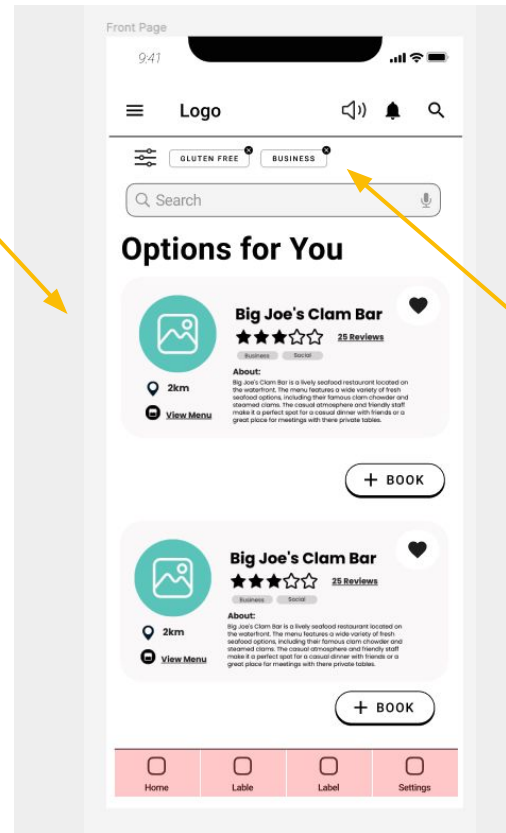 Front Page
9:41
Logo
GLUTEN FREE
BUSINESS
Search
Options for You
Big Joe's Clam Bar
25 Reviews
Business Social
About:
Big Joe's Clam Bar is a lively seafood restaurant located on
the waterfront. The menu features a wide variety of fresh
seafood options, including their famous clam chowder and
steamed clams. The casual atmosphere and friendly staff
make it a perfect spot for a casual dinner with friends or a
great place for meetings with there private tables.
2km
View Menu
+ BOOK
Big Joe's Clam Bar
25 Reviews
Business Social
About:
Big Joe's Clam Bar is a lively seafood restaurant located on
the waterfront. The menu features a wide variety of fresh
seafood options, including their famous clam chowder and
steamed clams. The casual atmosphere and friendly staff
make it a perfect spot for a casual dinner with friends or a
great place for meetings with there private tables.
2km
View Menu
+ BOOK
Home Lable Label Settings